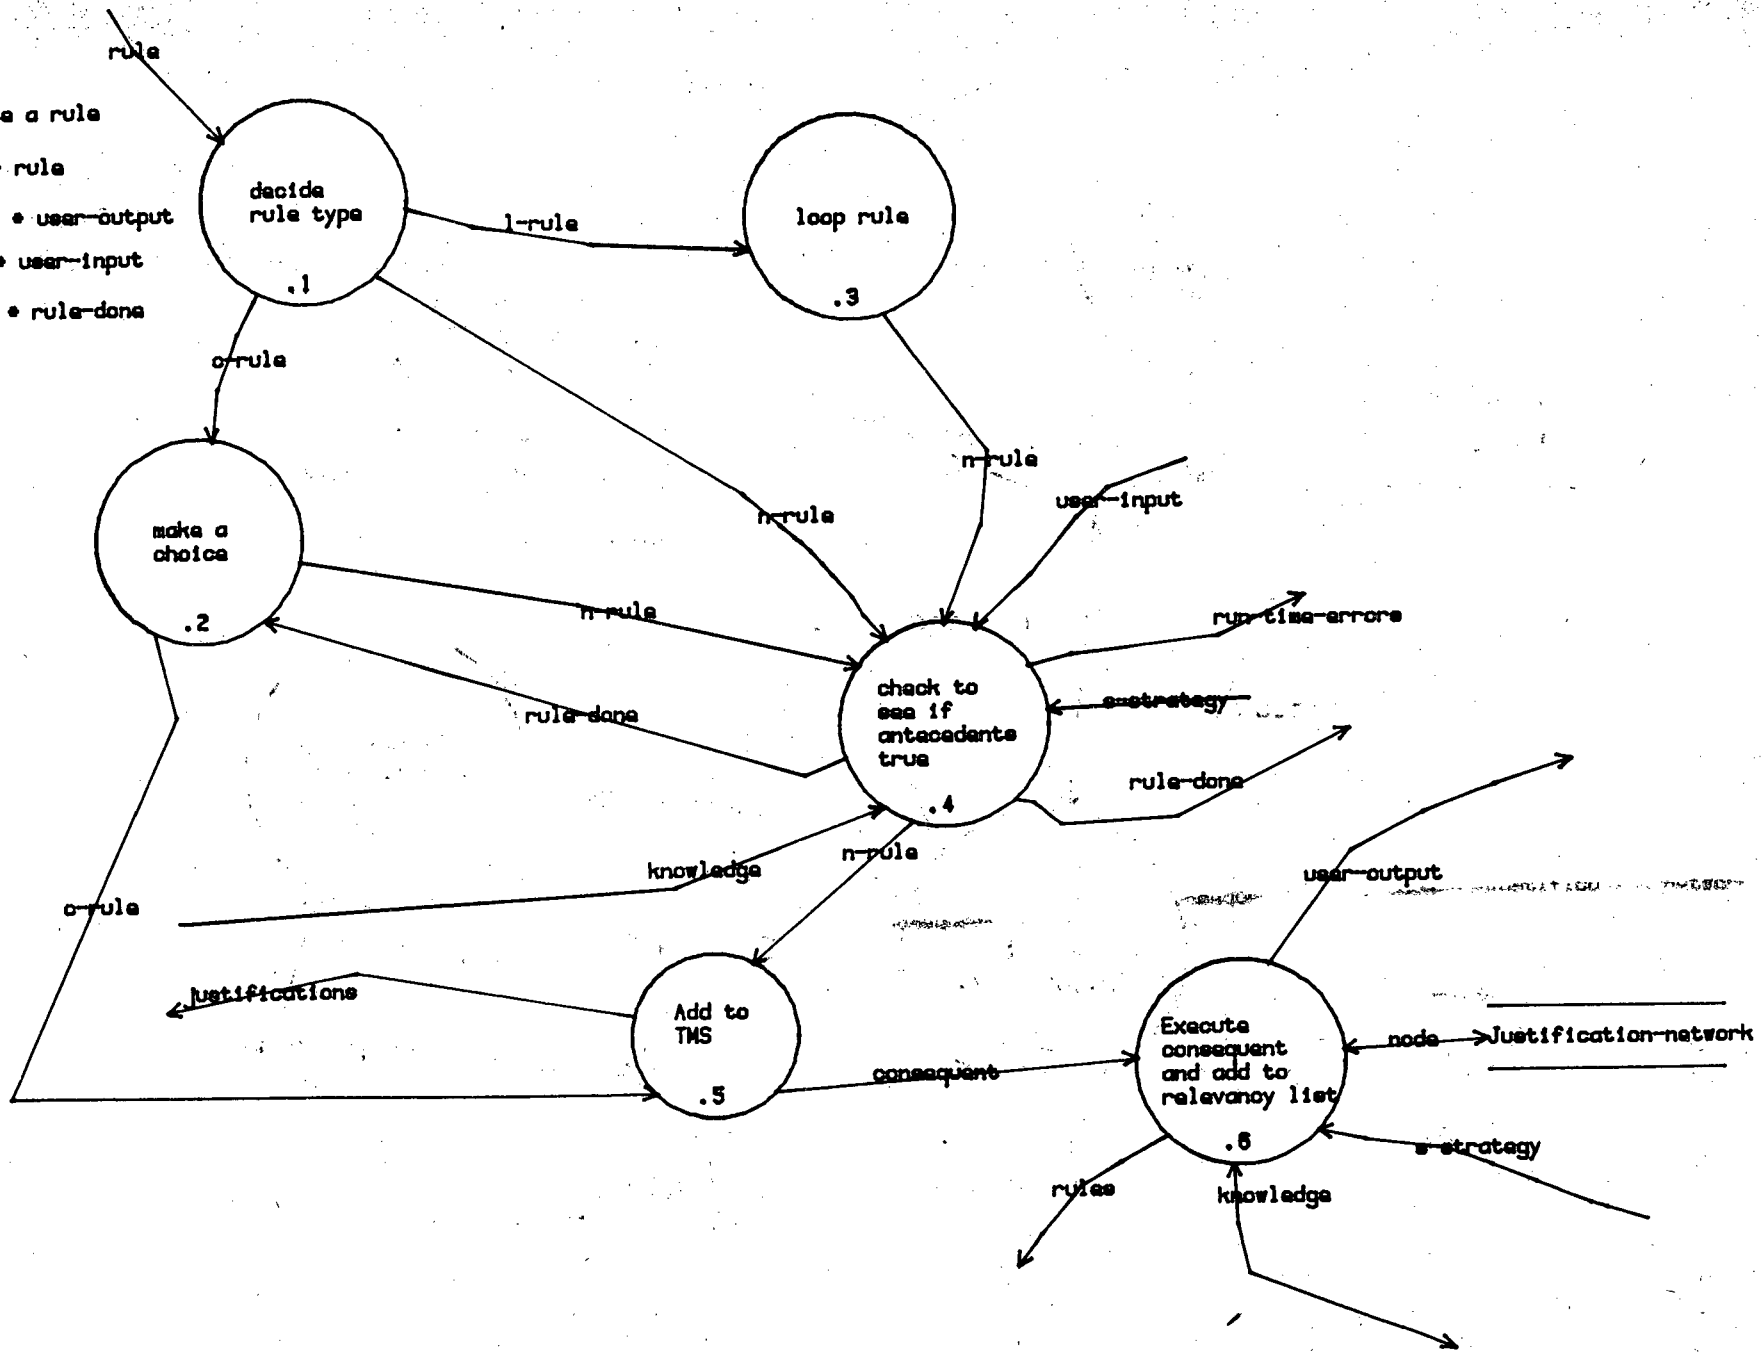 rule
e a rule
rule
* user-output
* user-input
* rule-done
decide
rule type
.1
l-rule
loop rule
.3
c-rule
n-rule
n-rule
user-input
make a
choice
.2
n-rule
run-time-errors
check to
see if
antecedents
true
.4
s-strategy
rule-done
rule-done
knowledge
n-rule
user-output
c-rule
justifications
Add to
TMS
.5
consequent
Execute
consequent
and add to
relevancy list
.6
node
Justification-network
s-strategy
rules
knowledge